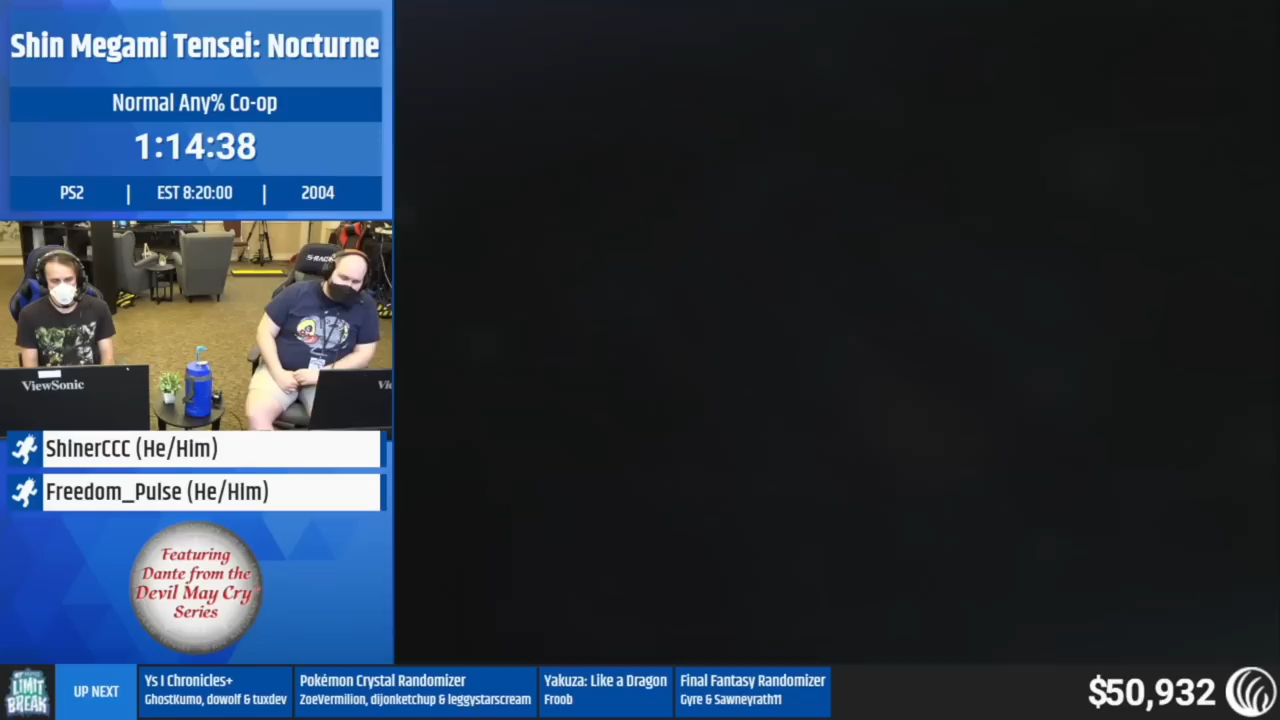 Shin Megami Tensei: Nocturne
Normal Any% Co-op
1:14:38
PS2 | EST 8:20:00 | 2004
ViewSonic
ShinerCCC (He/Him)
Freedom_Pulse (He/Him)
Featuring
Dante from the
Devil May Cry
Series
LIMIT
BREAK
UP NEXT
Ys I Chronicles+
GhostKumo, dowolf & tuxdev
Pokémon Crystal Randomizer
ZoeVermilion, dijonketchup & leggystarscream
Yakuza: Like a Dragon
Froob
Final Fantasy Randomizer
Gyre & Sawneyrath11
$50,932